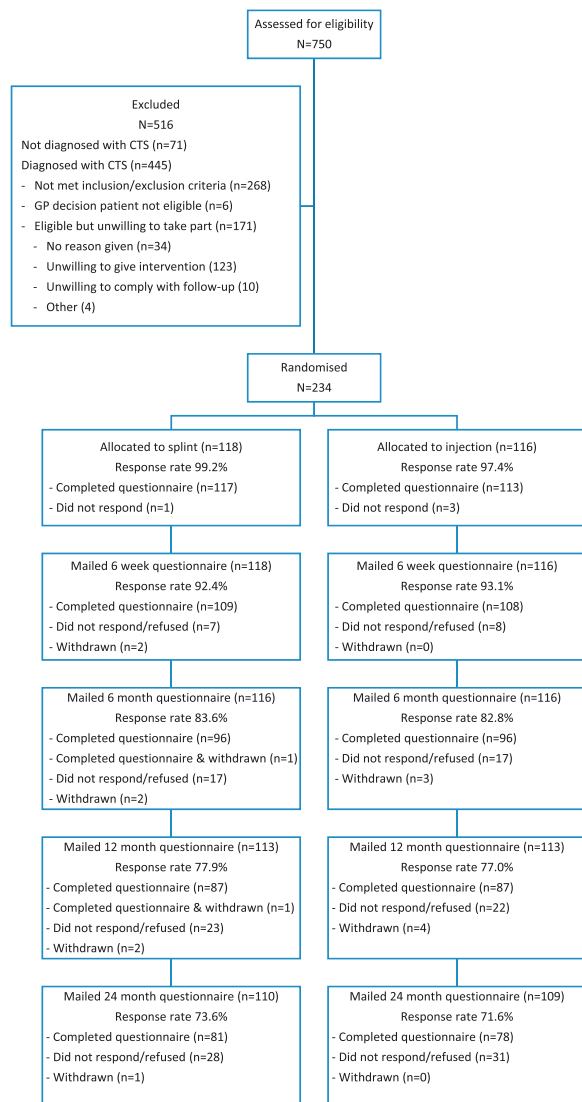 Assessed for eligibility
N=750
Excluded
N=516
Not diagnosed with CTS (n=71)
Diagnosed with CTS (n=445)
- Not met inclusion/exclusion criteria (n=268)
- GP decision patient not eligible (n=6)
- Eligible but unwilling to take part (n=171)
- No reason given (n=34)
- Unwilling to give intervention (123)
- Unwilling to comply with follow-up (10)
- Other (4)
Randomised
N=234
Allocated to splint (n=118)
Response rate 99.2%
- Completed questionnaire (n=117)
- Did not respond (n=1)
Allocated to injection (n=116)
Response rate 97.4%
- Completed questionnaire (n=113)
- Did not respond (n=3)
Mailed 6 week questionnaire (n=118)
Response rate 92.4%
- Completed questionnaire (n=109)
- Did not respond/refused (n=7)
- Withdrawn (n=2)
Mailed 6 week questionnaire (n=116)
Response rate 93.1%
- Completed questionnaire (n=108)
- Did not respond/refused (n=8)
- Withdrawn (n=0)
Mailed 6 month questionnaire (n=116)
Response rate 83.6%
- Completed questionnaire (n=96)
- Completed questionnaire & withdrawn (n=1)
- Did not respond/refused (n=17)
- Withdrawn (n=2)
Mailed 6 month questionnaire (n=116)
Response rate 82.8%
- Completed questionnaire (n=96)
- Did not respond/refused (n=17)
- Withdrawn (n=3)
Mailed 12 month questionnaire (n=113)
Response rate 77.9%
- Completed questionnaire (n=87)
- Completed questionnaire & withdrawn (n=1)
- Did not respond/refused (n=23)
- Withdrawn (n=2)
Mailed 12 month questionnaire (n=113)
Response rate 77.0%
- Completed questionnaire (n=87)
- Did not respond/refused (n=22)
- Withdrawn (n=4)
Mailed 24 month questionnaire (n=110)
Response rate 73.6%
- Completed questionnaire (n=81)
- Did not respond/refused (n=28)
- Withdrawn (n=1)
Mailed 24 month questionnaire (n=109)
Response rate 71.6%
- Completed questionnaire (n=78)
- Did not respond/refused (n=31)
- Withdrawn (n=0)